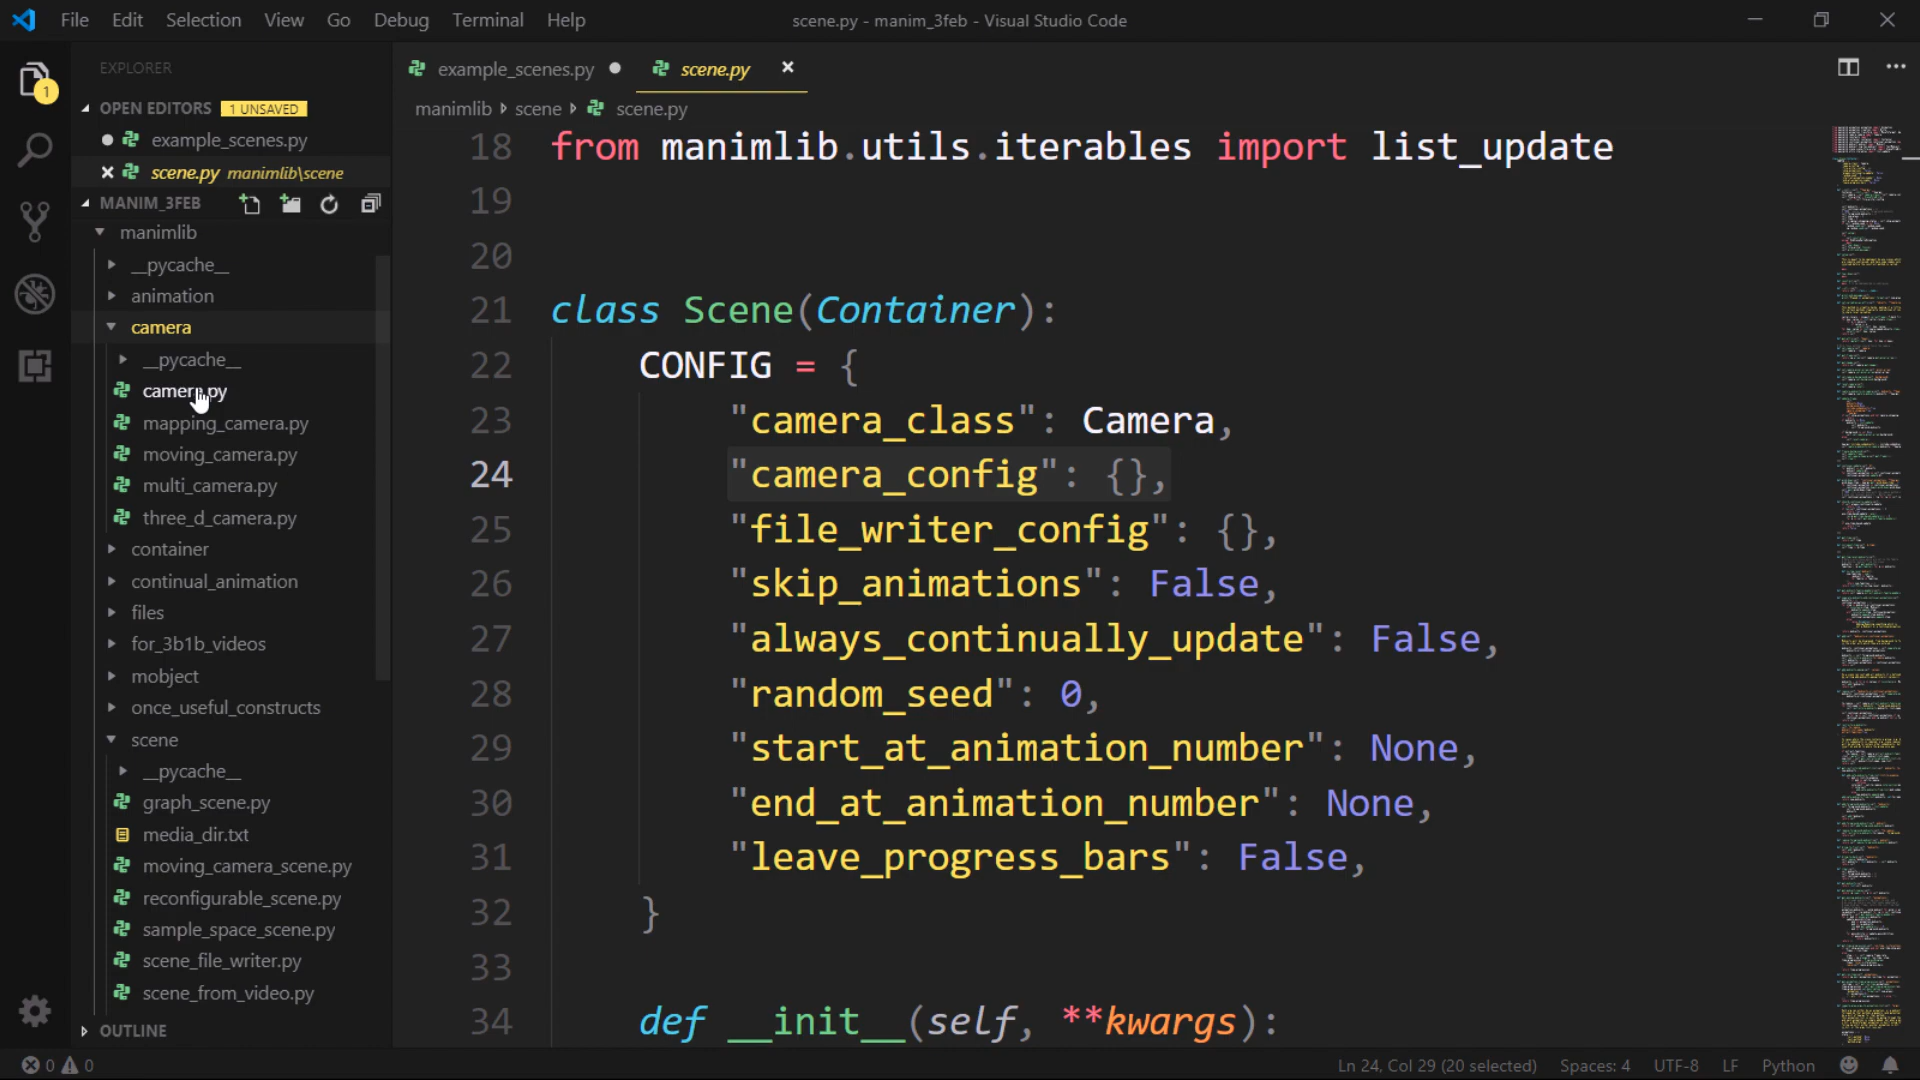 File Edit Selection View Go Debug Terminal Help
scene.py - manim_3feb - Visual Studio Code
EXPLORER
1
OPEN EDITORS 1 UNSAVED
example_scenes.py
scene.py manimlib\scene
MANIM_3FEB
manimlib
__pycache__
animation
camera
__pycache__
camera.py
mapping_camera.py
moving_camera.py
multi_camera.py
three_d_camera.py
container
continual_animation
files
for_3b1b_videos
mobject
once_useful_constructs
scene
__pycache__
graph_scene.py
media_dir.txt
moving_camera_scene.py
reconfigurable_scene.py
sample_space_scene.py
scene_file_writer.py
scene_from_video.py
OUTLINE
example_scenes.py scene.py
manimlib scene scene.py
18 from manimlib.utils.iterables import list_update
19
20
21 class Scene(Container):
22 CONFIG = {
23 "camera_class": Camera,
24 "camera_config": {},
25 "file_writer_config": {},
26 "skip_animations": False,
27 "always_continually_update": False,
28 "random_seed": 0,
29 "start_at_animation_number": None,
30 "end_at_animation_number": None,
31 "leave_progress_bars": False,
32 }
33
34 def __init__(self, **kwargs):
0 0
Ln 24, Col 29 (20 selected) Spaces: 4 UTF-8 LF Python